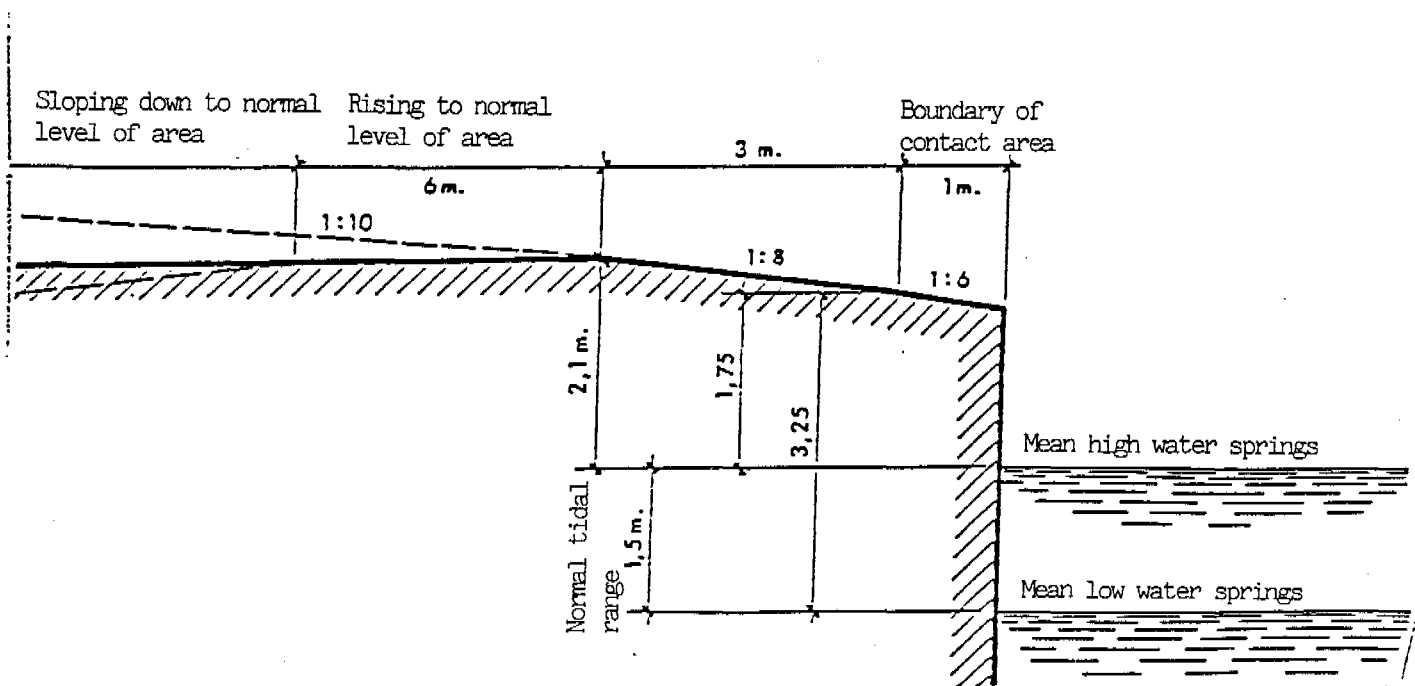 Sloping down to normal
level of area
Rising to normal
level of area
Boundary of
contact area
3 m.
6 m.
1 m.
1:10
1:8
1:6
2,1 m.
1,75
3,25
Mean high water springs
Normal tidal
range
1,5 m.
Mean low water springs